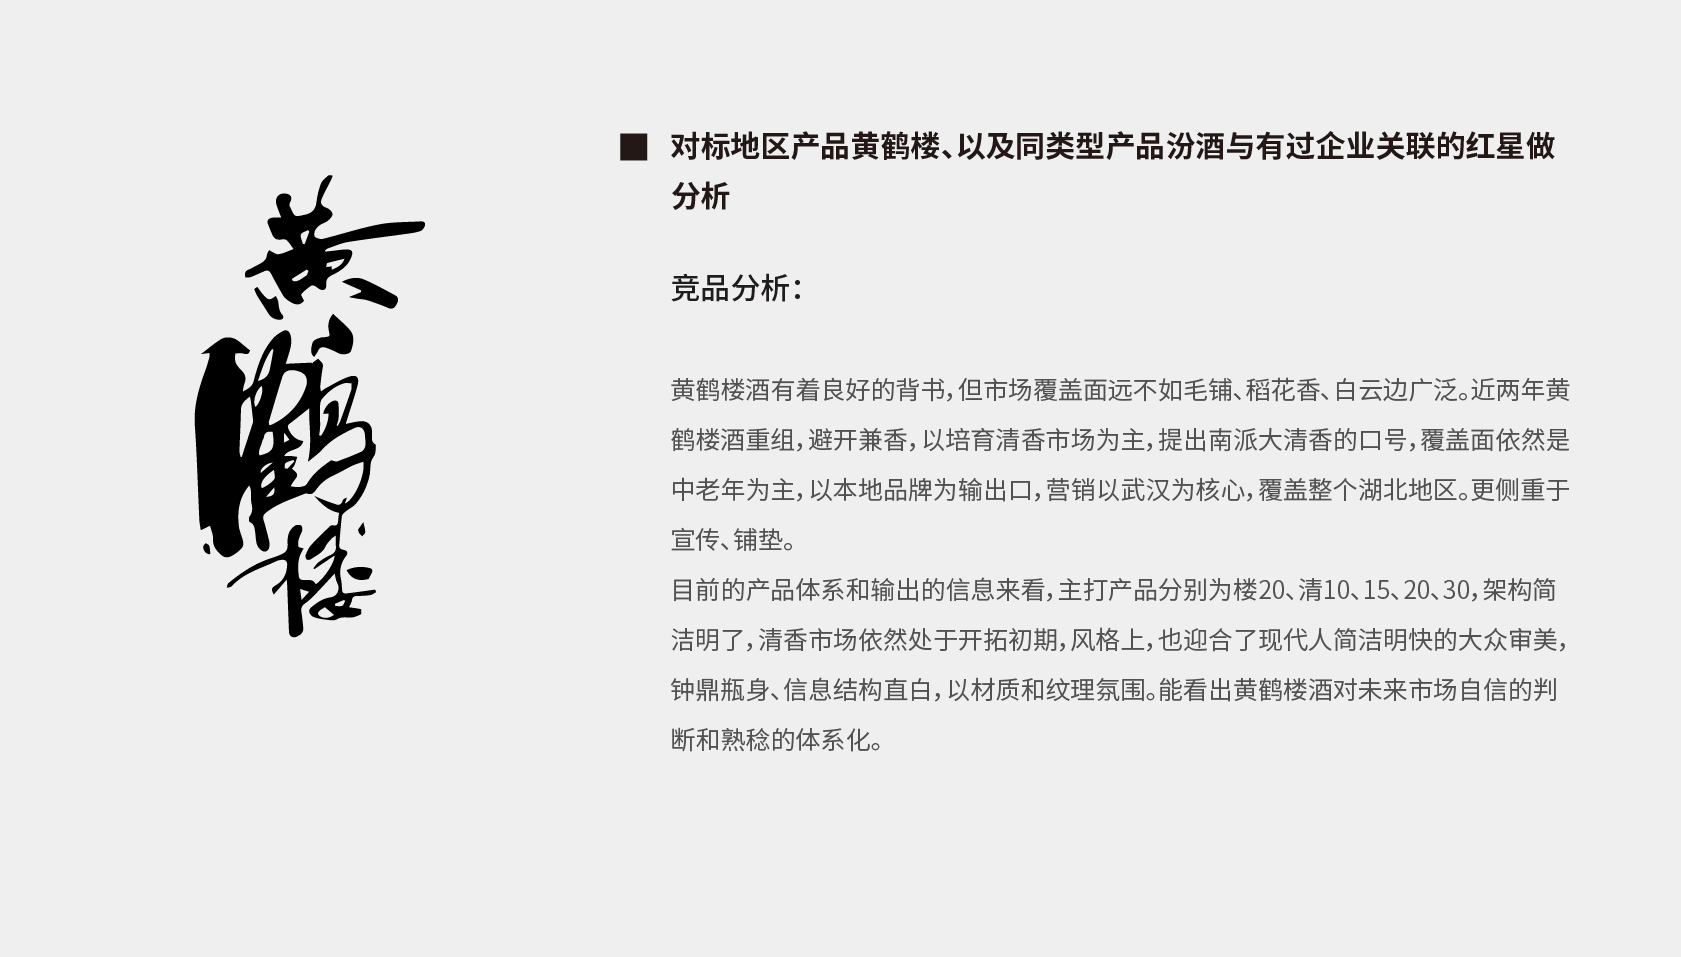 黄鹤楼
■ 对标地区产品黄鹤楼、以及同类型产品汾酒与有过企业关联的红星做
分析
竞品分析：
黄鹤楼酒有着良好的背书，但市场覆盖面远不如毛铺、稻花香、白云边广泛。近两年黄
鹤楼酒重组，避开兼香，以培育清香市场为主，提出南派大清香的口号，覆盖面依然是
中老年为主，以本地品牌为输出口，营销以武汉为核心，覆盖整个湖北地区。更侧重于
宣传、铺垫。
目前的产品体系和输出的信息来看，主打产品分别为楼20、清10、15、20、30，架构简
洁明了，清香市场依然处于开拓初期，风格上，也迎合了现代人简洁明快的大众审美，
钟鼎瓶身、信息结构直白，以材质和纹理氛围。能看出黄鹤楼酒对未来市场自信的判
断和熟稔的体系化。